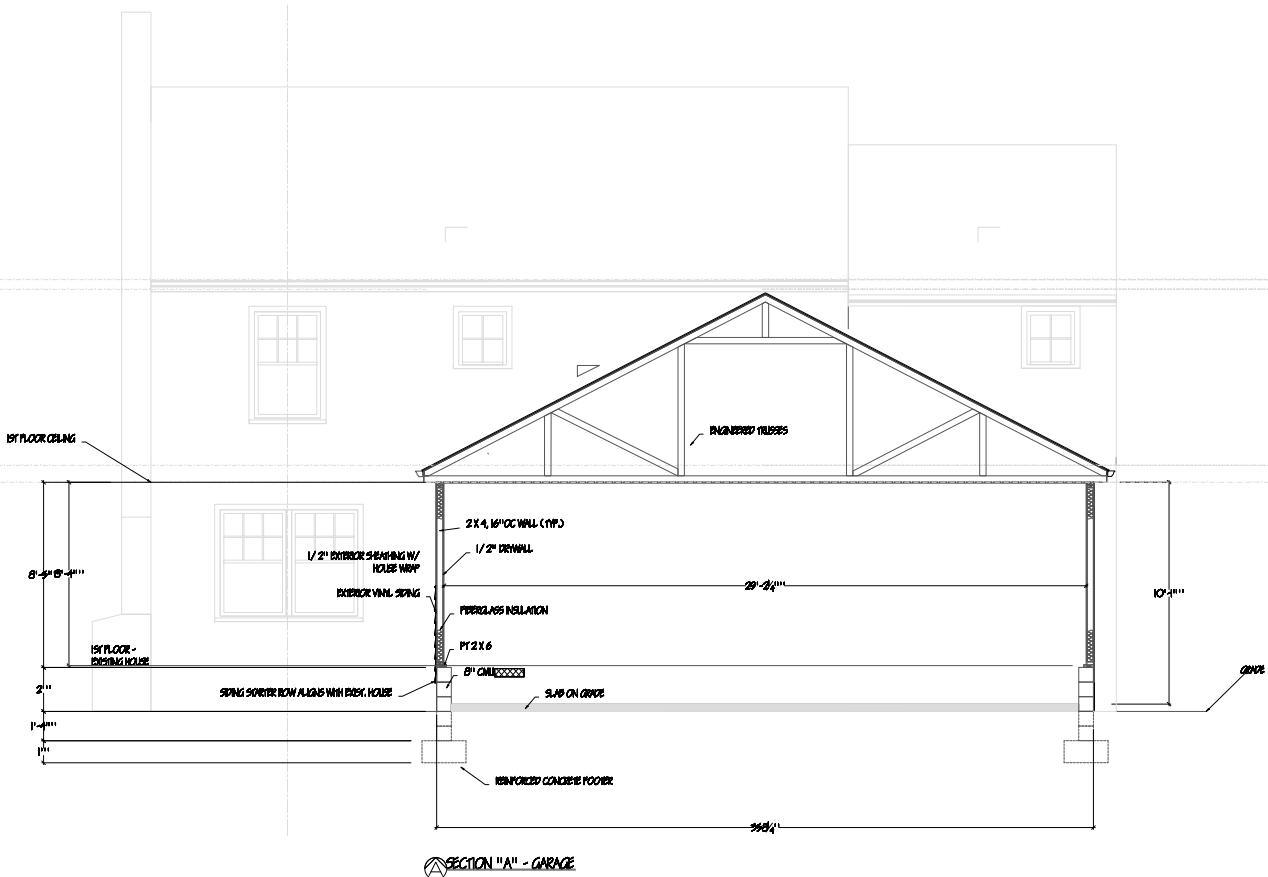 1ST FLOOR CEILING
ENGINEERED TRUSSES
2 X 4, 16" OC WALL (TYP.)
1/2" EXTERIOR SHEATHING W/
HOUSE WRAP
1/2" DRYWALL
EXTERIOR VINYL SIDING
FIBERGLASS INSULATION
1ST FLOOR -
EXISTING HOUSE
PT 2 X 6
8" CMU
SIDING STARTER ROW ALIGNS WITH EXIST. HOUSE
SLAB ON GRADE
GRADE
REINFORCED CONCRETE FOOTER
SECTION "A" - GARAGE
A